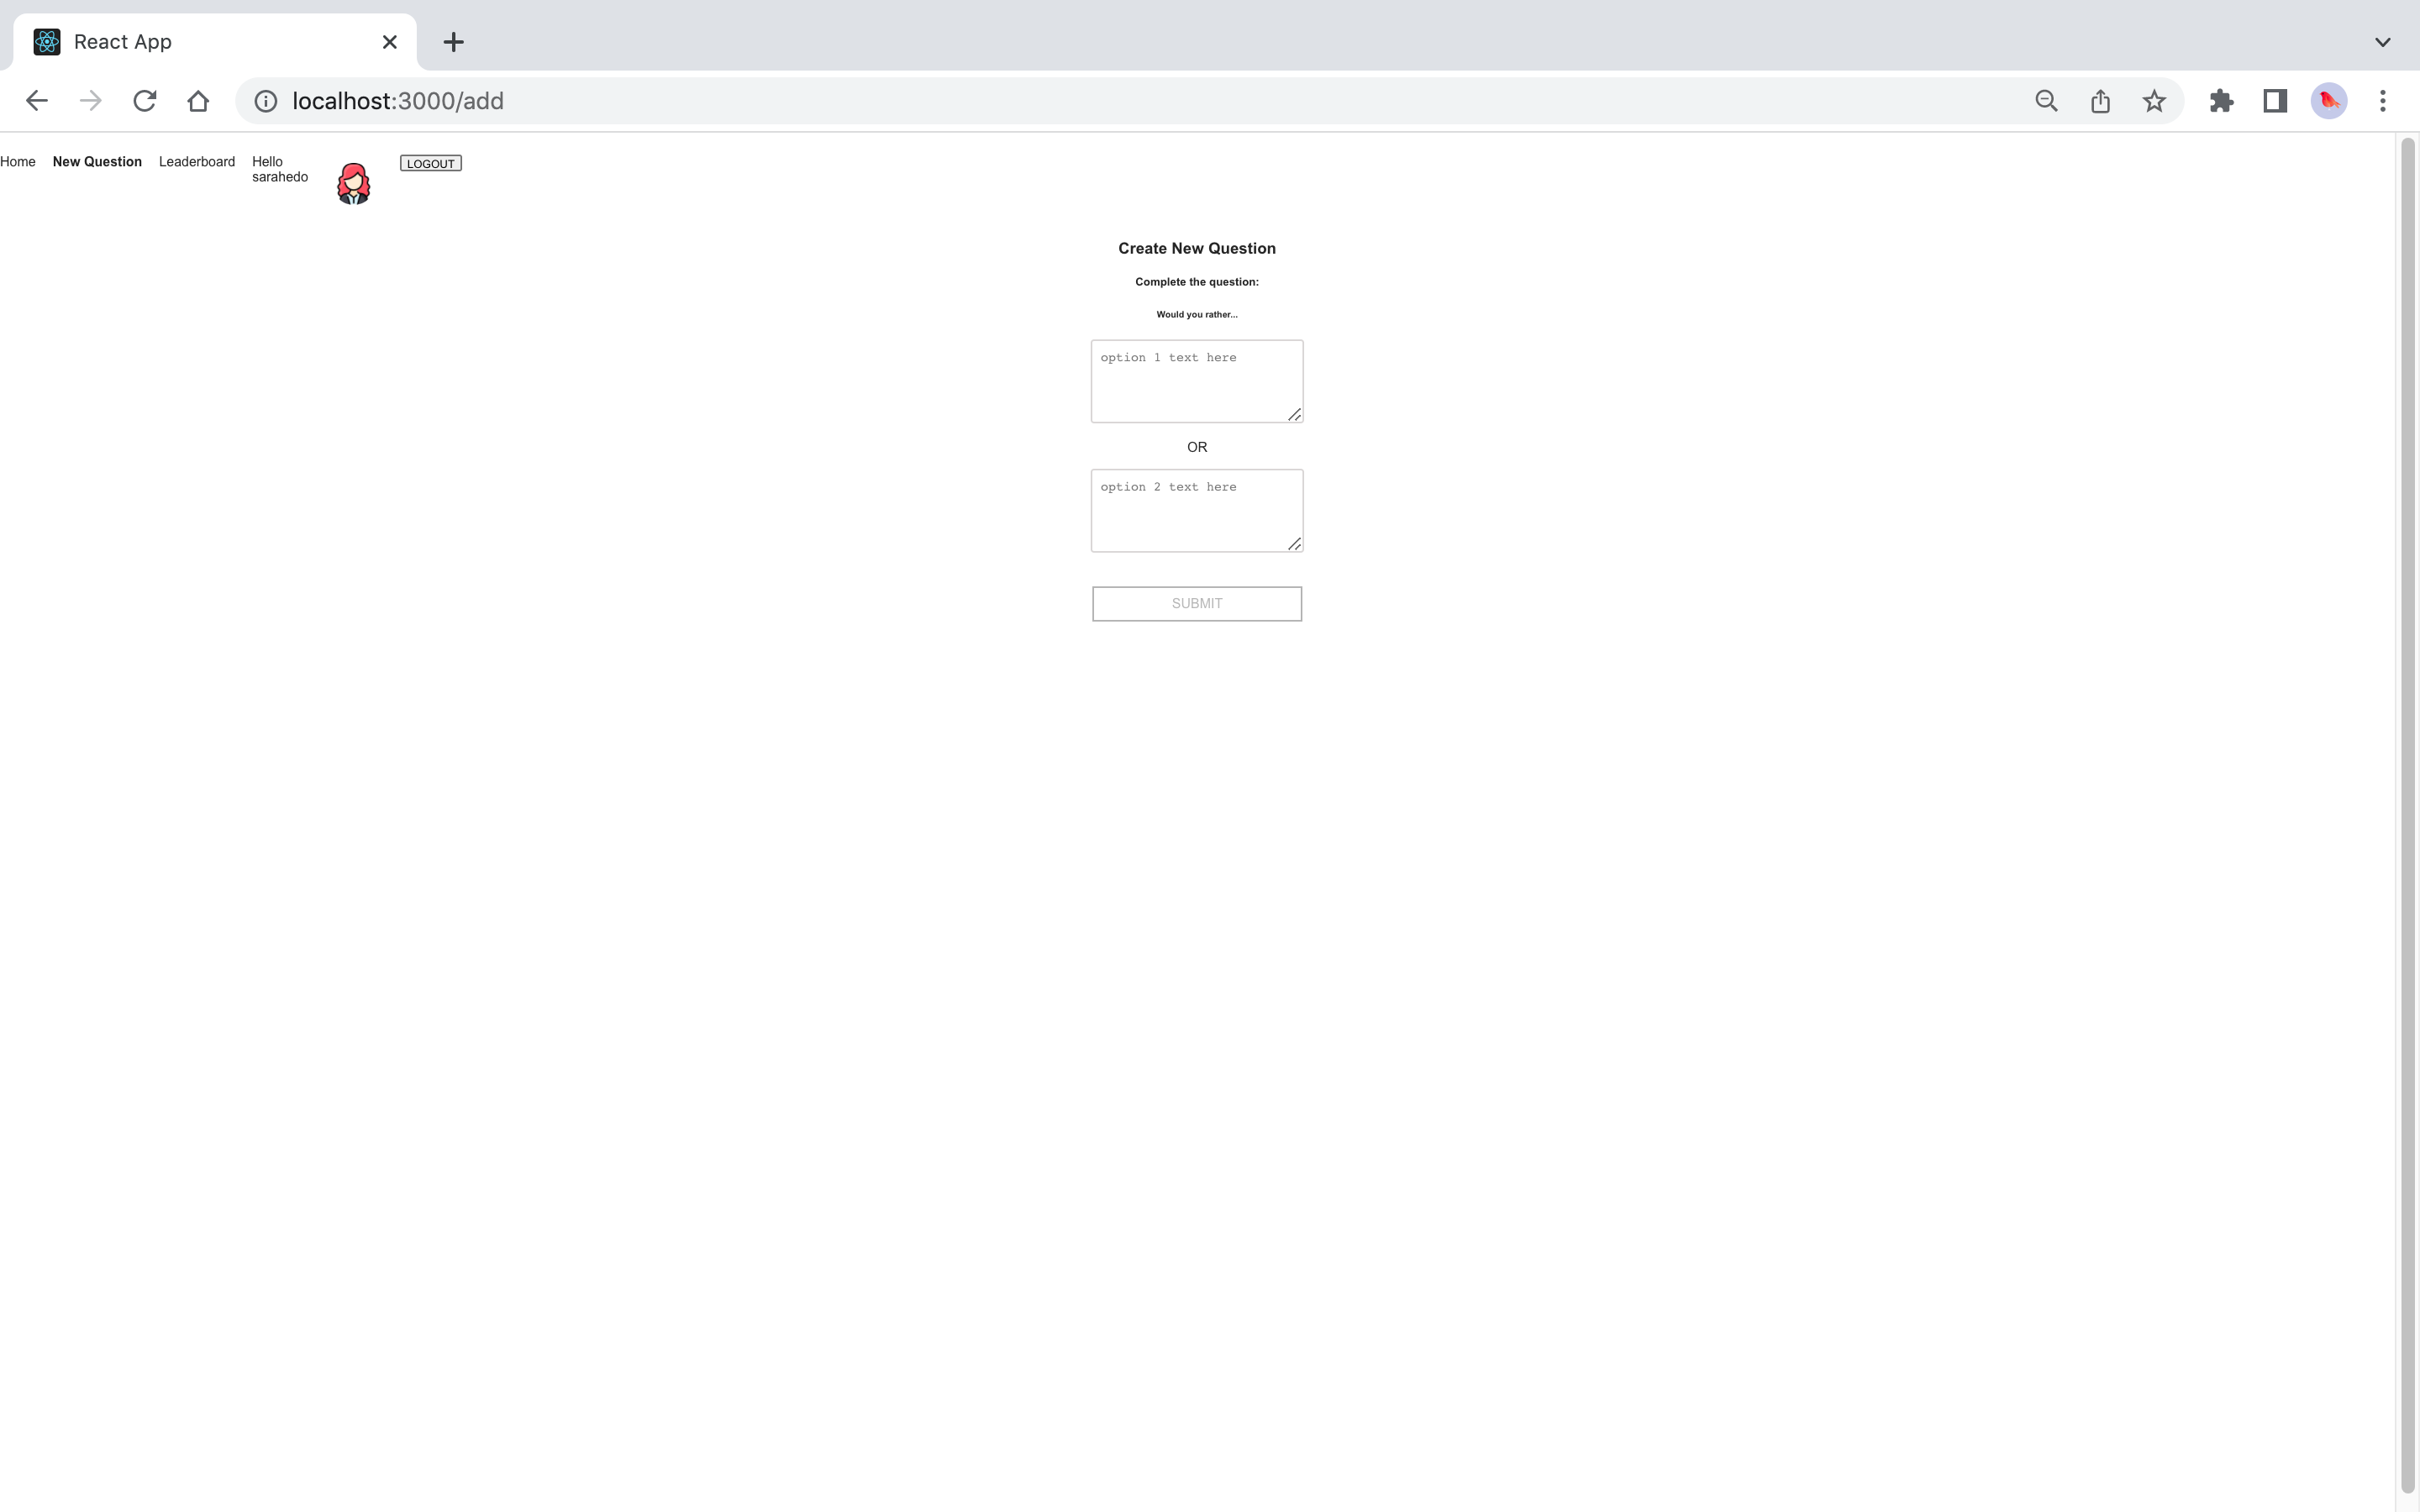 React App
localhost:3000/add
Home New Question Leaderboard Hello sarahedo LOGOUT
Create New Question
Complete the question:
Would you rather...
option 1 text here
OR
option 2 text here
SUBMIT